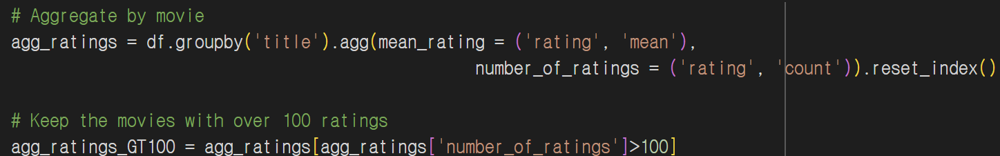 # Aggregate by movie
agg_ratings = df.groupby('title').agg(mean_rating = ('rating', 'mean'),
number_of_ratings = ('rating', 'count')).reset_index()
# Keep the movies with over 100 ratings
agg_ratings_GT100 = agg_ratings[agg_ratings['number_of_ratings']>100]